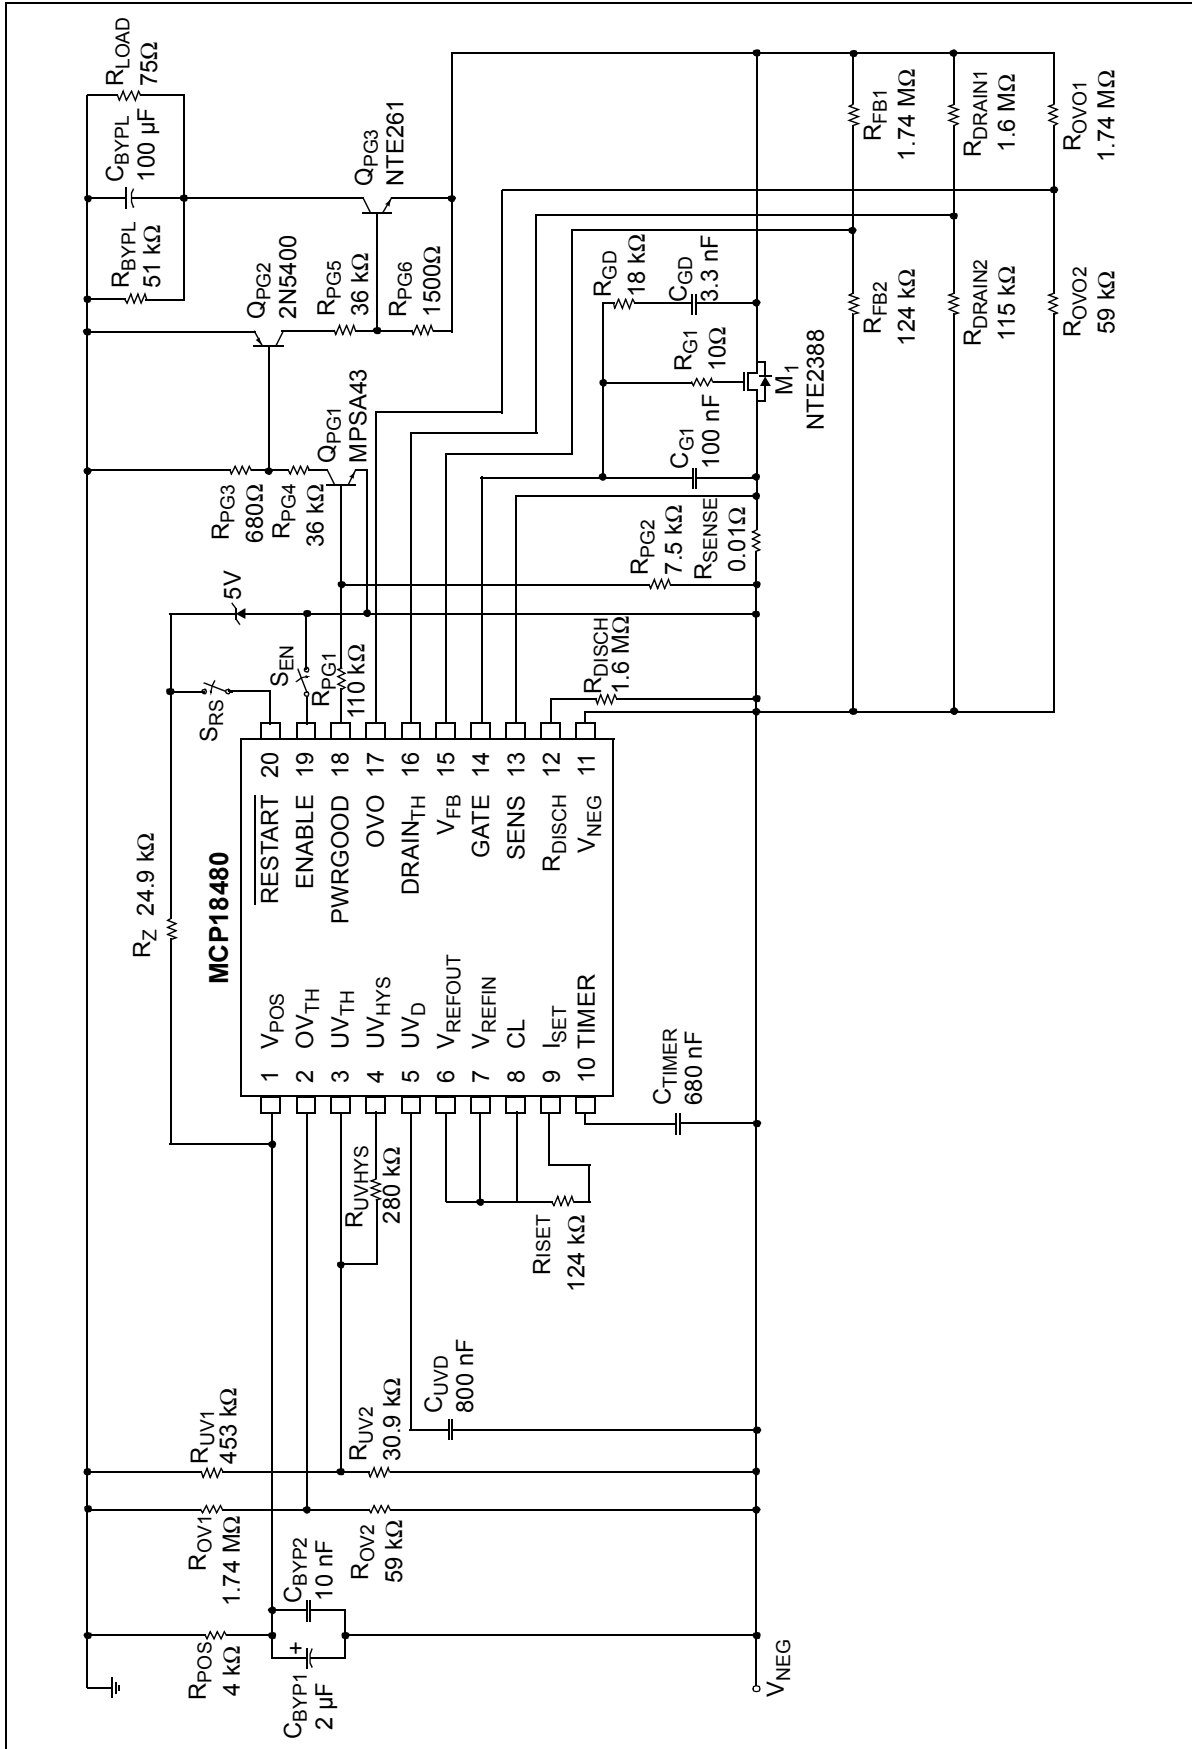 RLOAD
75Ω
CBYPL
100 µF
RBYPL
51 kΩ
QPG3
NTE261
QPG2
2N5400
RPG5
36 kΩ
RPG6
1500Ω
QPG1
MPSA43
RPG3
680Ω
RPG4
36 kΩ
RGD
18 kΩ
CGD
3.3 nF
RG1
10Ω
M1
NTE2388
CG1
100 nF
RSENSE
0.01Ω
RPG2
7.5 kΩ
RFB1
1.74 MΩ
RDRAIN1
1.6 MΩ
ROVO1
1.74 MΩ
RFB2
124 kΩ
RDRAIN2
115 kΩ
ROVO2
59 kΩ
5V
SRS
SEN
RPG1
110 kΩ
RDISCH
1.6 MΩ
RZ 24.9 kΩ
MCP18480
RESTART 20
ENABLE 19
PWRGOOD 18
OVO 17
DRAINTH 16
VFB 15
GATE 14
SENS 13
RDISCH 12
VNEG 11
1 VPOS
2 OVTH
3 UVTH
4 UVHYS
5 UVD
6 VREFOUT
7 VREFIN
8 CL
9 ISET
10 TIMER
CTIMER
680 nF
RUVHYS
280 kΩ
RISET
124 kΩ
CUVD
800 nF
RUV1
453 kΩ
RUV2
30.9 kΩ
ROV1
1.74 MΩ
ROV2
59 kΩ
CBYP2
10 nF
RPOS
4 kΩ
+
CBYP1
2 µF
VNEG